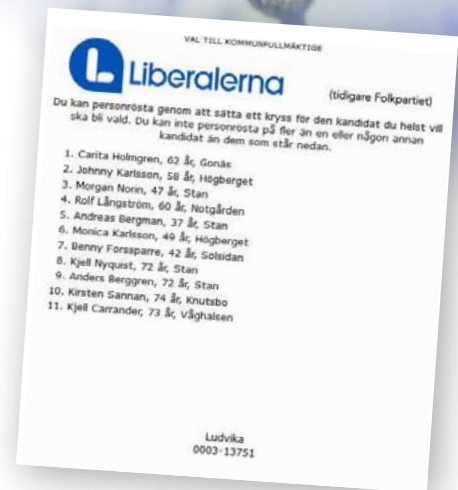 VAL TILL KOMMUNFULLMÄKTIGE
L Liberalerna
(tidigare Folkpartiet)
Du kan personrösta genom att sätta ett kryss för den kandidat du helst vill
ska bli vald. Du kan inte personrösta på fler än en eller någon annan
kandidat än dem som står nedan.
1. Carita Holmgren, 62 år, Gonäs
2. Johnny Karlsson, 58 år, Högberget
3. Morgan Norin, 47 år, Stan
4. Rolf Långström, 60 år, Notgården
5. Andreas Bergman, 37 år, Stan
6. Monica Karlsson, 49 år, Högberget
7. Benny Forssparre, 42 år, Solsidan
8. Kjell Nyquist, 72 år, Stan
9. Anders Berggren, 72 år, Stan
10. Kirsten Sannan, 74 år, Knutsbo
11. Kjell Carrander, 73 år, Våghalsen
Ludvika
0003-13751